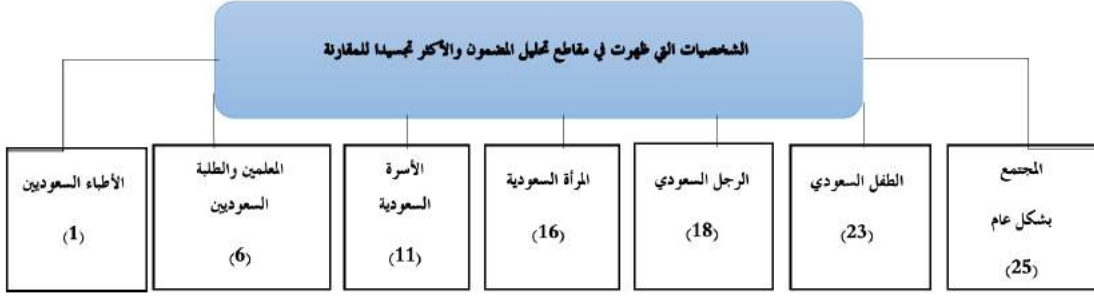 الشخصيات التي ظهرت في مقاطع تحليل المضمون والأكثر تجسيدا للمقارنة
المجتمع
بشكل عام
(25)
الطفل السعودي
(23)
الرجل السعودي
(18)
المرأة السعودية
(16)
الأسرة
السعودية
(11)
المعلمين والطلبة
السعوديين
(6)
الأطباء السعوديين
(1)